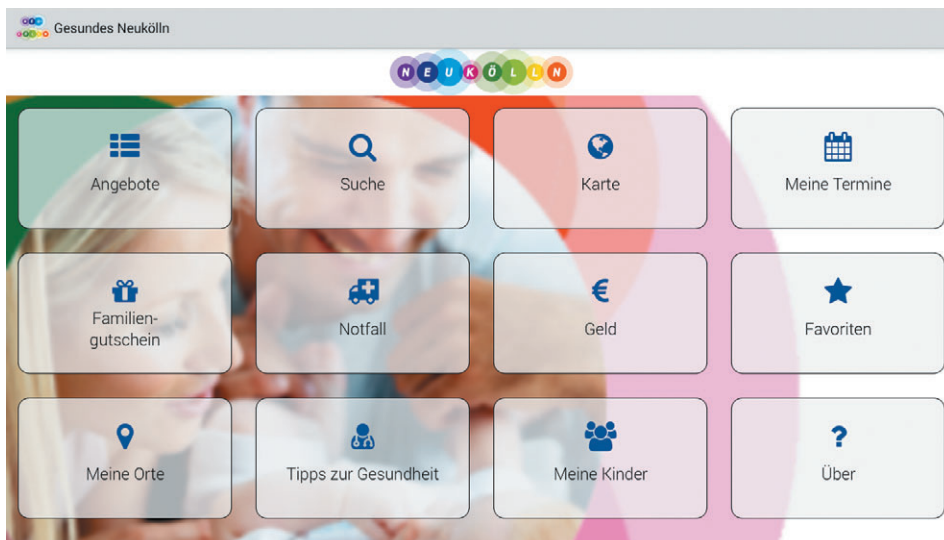 Gesundes Neukölln
NEUKÖLLN
Angebote
Suche
Karte
Meine Termine
Familien-
gutschein
Notfall
Geld
Favoriten
Meine Orte
Tipps zur Gesundheit
Meine Kinder
Über